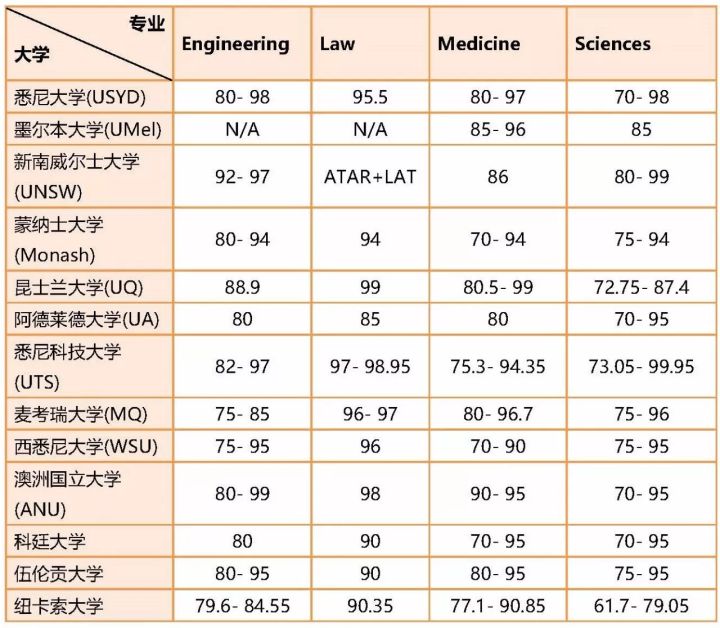 专业
大学
Engineering Law Medicine Sciences
悉尼大学(USYD) 80- 98 95.5 80- 97 70- 98
墨尔本大学(UMel) N/A N/A 85- 96 85
新南威尔士大学
(UNSW) 92- 97 ATAR+LAT 86 80- 99
蒙纳士大学
(Monash) 80- 94 94 70- 94 75- 94
昆士兰大学(UQ) 88.9 99 80.5- 99 72.75- 87.4
阿德莱德大学(UA) 80 85 80 70- 95
悉尼科技大学
(UTS) 82- 97 97- 98.95 75.3- 94.35 73.05- 99.95
麦考瑞大学(MQ) 75- 85 96- 97 80- 96.7 75- 96
西悉尼大学(WSU) 75- 95 96 70- 90 75- 95
澳洲国立大学
(ANU) 80- 99 98 90- 95 70- 95
科廷大学 80 90 70- 95 70- 95
伍伦贡大学 80- 95 90 80- 95 75- 95
纽卡索大学 79.6- 84.55 90.35 77.1- 90.85 61.7- 79.05